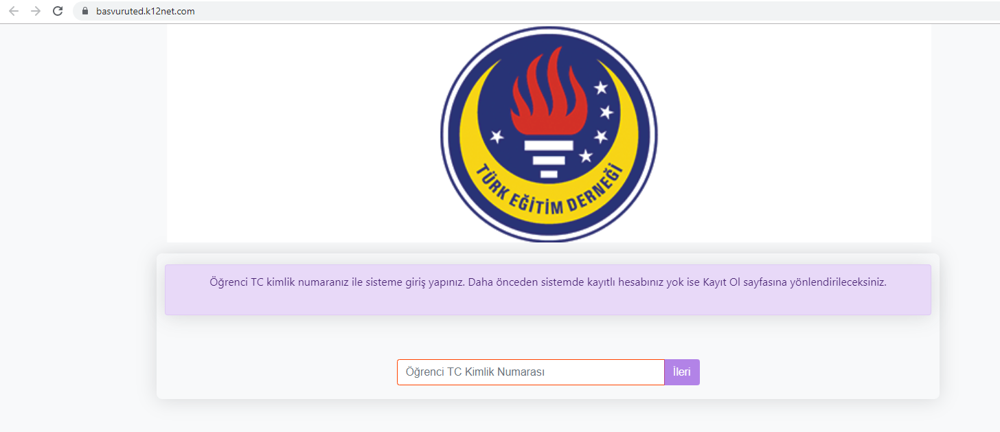 basvuruted.k12net.com
TÜRK EĞİTİM DERNEĞİ
Öğrenci TC kimlik numaranız ile sisteme giriş yapınız. Daha önceden sistemde kayıtlı hesabınız yok ise Kayıt Ol sayfasına yönlendirileceksiniz.
Öğrenci TC Kimlik Numarası İleri